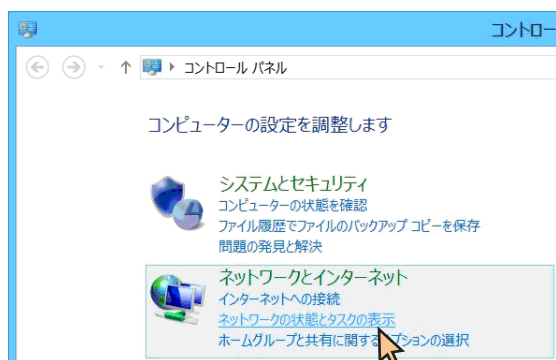 コントロー
コントロール パネル
コンピューターの設定を調整します
システムとセキュリティ
コンピューターの状態を確認
ファイル履歴でファイルのバックアップ コピーを保存
問題の発見と解決
ネットワークとインターネット
インターネットへの接続
ネットワークの状態とタスクの表示
ホームグループと共有に関するオプションの選択